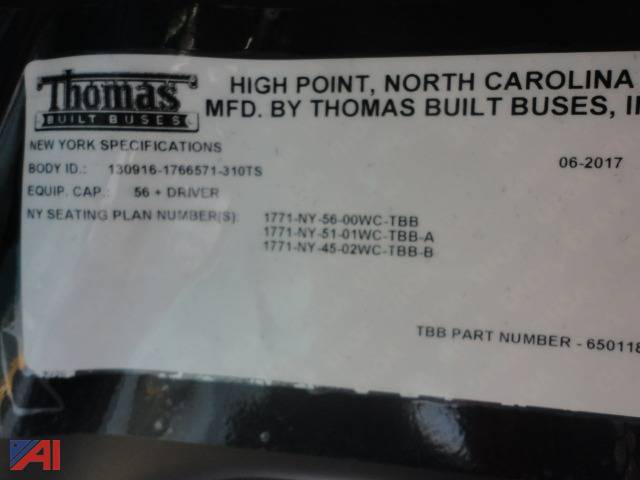 Thomas
BUILT BUSES
HIGH POINT, NORTH CAROLINA
MFD. BY THOMAS BUILT BUSES,
NEW YORK SPECIFICATIONS
BODY ID.: 130916-1766571-310TS
06-2017
EQUIP. CAP.: 56 + DRIVER
NY SEATING PLAN NUMBER(S): 1771-NY-56-00WC-TBB
1771-NY-51-01WC-TBB-A
1771-NY-45-02WC-TBB-B
TBB PART NUMBER - 650118
AI